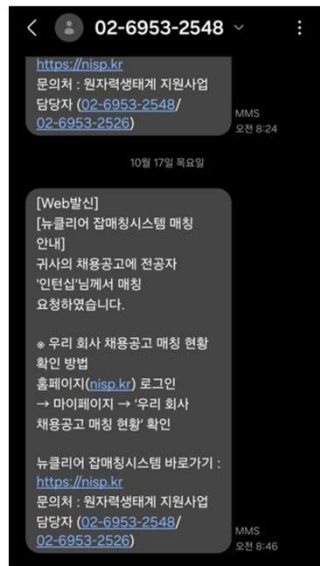 02-6953-2548
https://nisp.kr
문의처 : 원자력생태계 지원사업
담당자 (02-6953-2548/
02-6953-2526)
MMS
오전 8:24
10월 17일 목요일
[Web발신]
[뉴클리어 잡매칭시스템 매칭
안내]
귀사의 채용공고에 전공자
'인턴십'님께서 매칭
요청하였습니다.
※ 우리 회사 채용공고 매칭 현황
확인 방법
홈페이지(nisp.kr) 로그인
→ 마이페이지 → '우리 회사
채용공고 매칭 현황' 확인
뉴클리어 잡매칭시스템 바로가기 :
https://nisp.kr
문의처 : 원자력생태계 지원사업
담당자 (02-6953-2548/
02-6953-2526)
MMS
오전 8:46